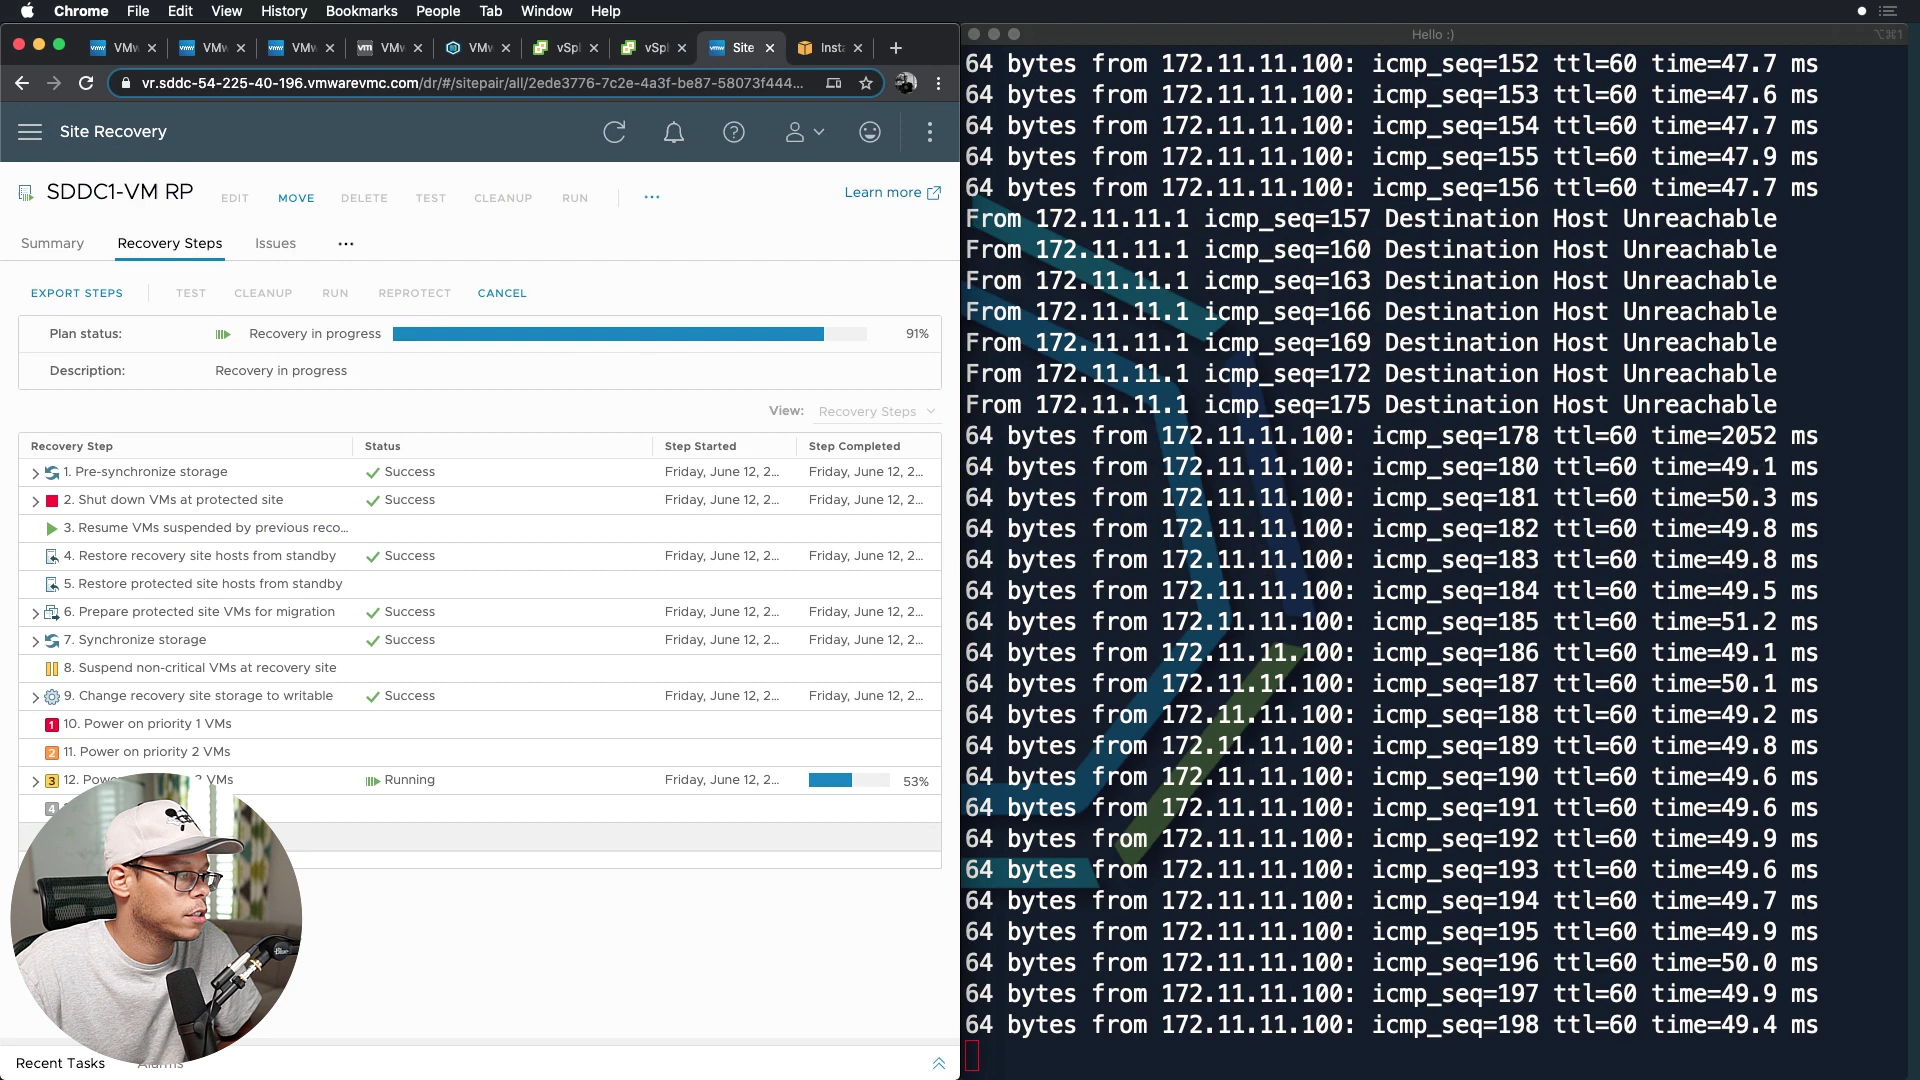 Chrome File Edit View History Bookmarks People Tab Window Help
VMw VMw VMw VMw VMw vSpl vSpl Site Insta
Hello :) ⌥⌘1
vr.sddc-54-225-40-196.vmwarevmc.com/dr/#/sitepair/all/2ede3776-7c2e-4a3f-be87-58073f444...
Site Recovery
SDDC1-VM RP EDIT MOVE DELETE TEST CLEANUP RUN ... Learn more
Summary Recovery Steps Issues ...
EXPORT STEPS TEST CLEANUP RUN REPROTECT CANCEL
Plan status: Recovery in progress 91%
Description: Recovery in progress
View: Recovery Steps
Recovery Step Status Step Started Step Completed
1. Pre-synchronize storage Success Friday, June 12, 2... Friday, June 12, 2...
2. Shut down VMs at protected site Success Friday, June 12, 2... Friday, June 12, 2...
3. Resume VMs suspended by previous reco...
4. Restore recovery site hosts from standby Success Friday, June 12, 2... Friday, June 12, 2...
5. Restore protected site hosts from standby
6. Prepare protected site VMs for migration Success Friday, June 12, 2... Friday, June 12, 2...
7. Synchronize storage Success Friday, June 12, 2... Friday, June 12, 2...
8. Suspend non-critical VMs at recovery site
9. Change recovery site storage to writable Success Friday, June 12, 2... Friday, June 12, 2...
1 10. Power on priority 1 VMs
2 11. Power on priority 2 VMs
3 12. Powe 3 VMs Running Friday, June 12, 2... 53%
4
Recent Tasks Alarms
64 bytes from 172.11.11.100: icmp_seq=152 ttl=60 time=47.7 ms
64 bytes from 172.11.11.100: icmp_seq=153 ttl=60 time=47.6 ms
64 bytes from 172.11.11.100: icmp_seq=154 ttl=60 time=47.7 ms
64 bytes from 172.11.11.100: icmp_seq=155 ttl=60 time=47.9 ms
64 bytes from 172.11.11.100: icmp_seq=156 ttl=60 time=47.7 ms
From 172.11.11.1 icmp_seq=157 Destination Host Unreachable
From 172.11.11.1 icmp_seq=160 Destination Host Unreachable
From 172.11.11.1 icmp_seq=163 Destination Host Unreachable
From 172.11.11.1 icmp_seq=166 Destination Host Unreachable
From 172.11.11.1 icmp_seq=169 Destination Host Unreachable
From 172.11.11.1 icmp_seq=172 Destination Host Unreachable
From 172.11.11.1 icmp_seq=175 Destination Host Unreachable
64 bytes from 172.11.11.100: icmp_seq=178 ttl=60 time=2052 ms
64 bytes from 172.11.11.100: icmp_seq=180 ttl=60 time=49.1 ms
64 bytes from 172.11.11.100: icmp_seq=181 ttl=60 time=50.3 ms
64 bytes from 172.11.11.100: icmp_seq=182 ttl=60 time=49.8 ms
64 bytes from 172.11.11.100: icmp_seq=183 ttl=60 time=49.8 ms
64 bytes from 172.11.11.100: icmp_seq=184 ttl=60 time=49.5 ms
64 bytes from 172.11.11.100: icmp_seq=185 ttl=60 time=51.2 ms
64 bytes from 172.11.11.100: icmp_seq=186 ttl=60 time=49.1 ms
64 bytes from 172.11.11.100: icmp_seq=187 ttl=60 time=50.1 ms
64 bytes from 172.11.11.100: icmp_seq=188 ttl=60 time=49.2 ms
64 bytes from 172.11.11.100: icmp_seq=189 ttl=60 time=49.8 ms
64 bytes from 172.11.11.100: icmp_seq=190 ttl=60 time=49.6 ms
64 bytes from 172.11.11.100: icmp_seq=191 ttl=60 time=49.6 ms
64 bytes from 172.11.11.100: icmp_seq=192 ttl=60 time=49.9 ms
64 bytes from 172.11.11.100: icmp_seq=193 ttl=60 time=49.6 ms
64 bytes from 172.11.11.100: icmp_seq=194 ttl=60 time=49.7 ms
64 bytes from 172.11.11.100: icmp_seq=195 ttl=60 time=49.9 ms
64 bytes from 172.11.11.100: icmp_seq=196 ttl=60 time=50.0 ms
64 bytes from 172.11.11.100: icmp_seq=197 ttl=60 time=49.9 ms
64 bytes from 172.11.11.100: icmp_seq=198 ttl=60 time=49.4 ms